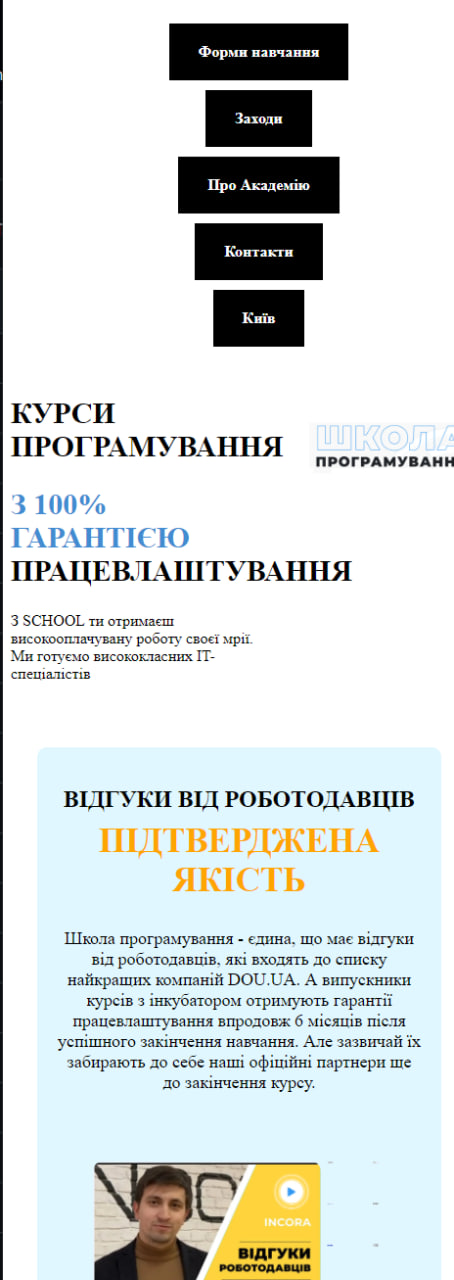 Форми навчання
Заходи
Про Академію
Контакти
Київ
КУРСИ
ПРОГРАМУВАННЯ
ШКОЛА
ПРОГРАМУВАНН
З 100%
ГАРАНТІЄЮ
ПРАЦЕВЛАШТУВАННЯ
З SCHOOL ти отримаєш
високооплачувану роботу своєї мрії.
Ми готуємо висококласних ІТ-
спеціалістів
ВІДГУКИ ВІД РОБОТОДАВЦІВ
ПІДТВЕРДЖЕНА
ЯКІСТЬ
Школа програмування - єдина, що має відгуки
від роботодавців, які входять до списку
найкращих компаній DOU.UA. А випускники
курсів з інкубатором отримують гарантії
працевлаштування впродовж 6 місяців після
успішного закінчення навчання. Але зазвичай їх
забирають до себе наші офіційні партнери ще
до закінчення курсу.
INCORA
ВІДГУКИ
РОБОТОДАВЦІВ